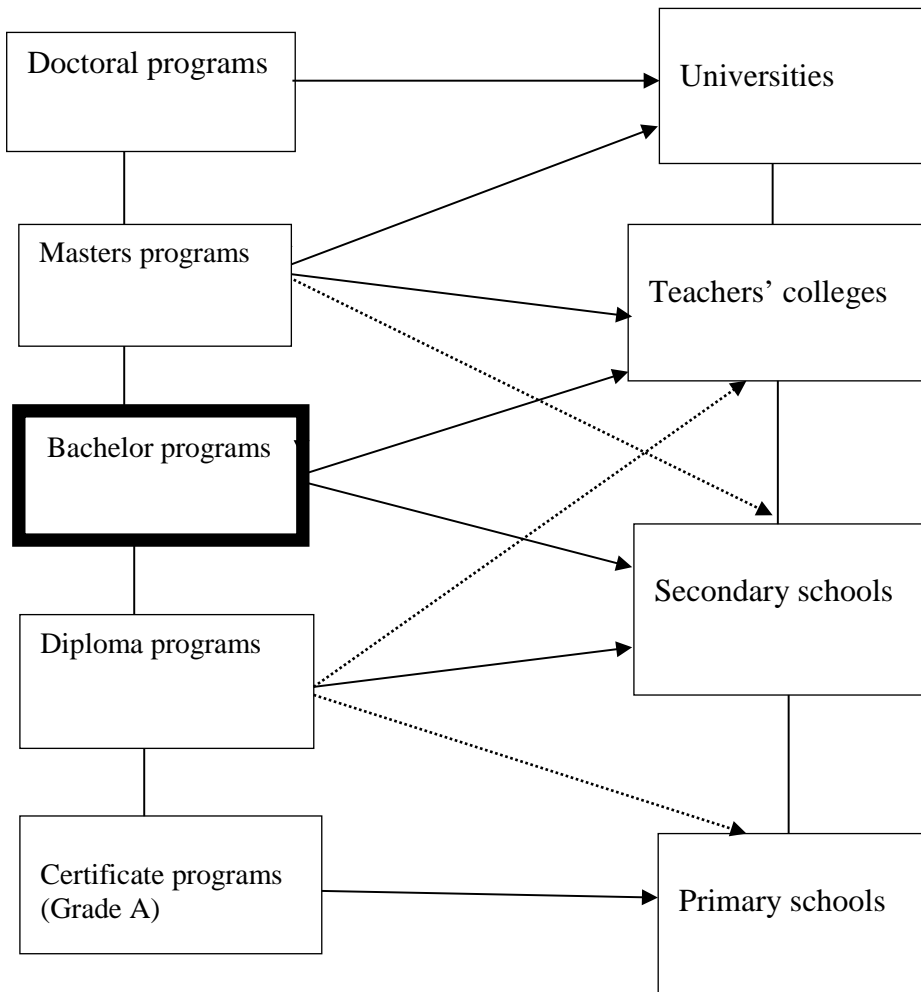 Doctoral programs
Universities
Masters programs
Teachers’ colleges
Bachelor programs
Secondary schools
Diploma programs
Certificate programs
(Grade A)
Primary schools